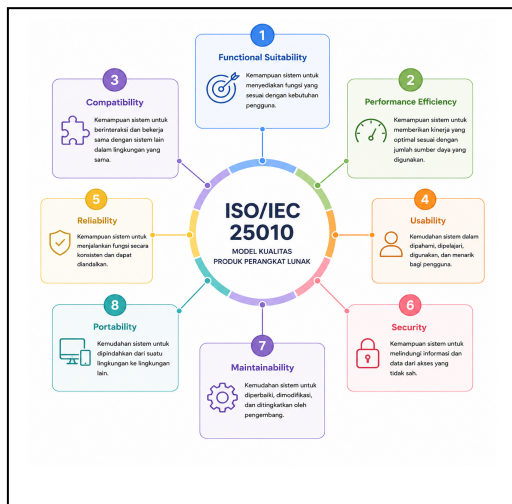 1
Functional Suitability
Kemampuan sistem untuk
menyediakan fungsi yang
sesuai dengan kebutuhan
pengguna.
2
Performance Efficiency
Kemampuan sistem untuk
memberikan kinerja yang
optimal sesuai dengan
jumlah sumber daya yang
digunakan.
3
Compatibility
Kemampuan sistem untuk
berinteraksi dan bekerja
sama dengan sistem lain
dalam lingkungan yang
sama.
ISO/IEC
25010
MODEL KUALITAS
PRODUK PERANGKAT LUNAK
4
Usability
Kemudahan sistem dalam
dipahami, dipelajari,
digunakan, dan menarik
bagi pengguna.
5
Reliability
Kemampuan sistem untuk
menjalankan fungsi secara
konsisten dan dapat
diandalkan.
6
Security
Kemampuan sistem untuk
melindungi informasi dan
data dari akses yang
tidak sah.
7
Maintainability
Kemudahan sistem untuk
diperbaiki, dimodifikasi,
dan ditingkatkan oleh
pengembang.
8
Portability
Kemudahan sistem untuk
dipindahkan dari suatu
lingkungan ke lingkungan
lain.